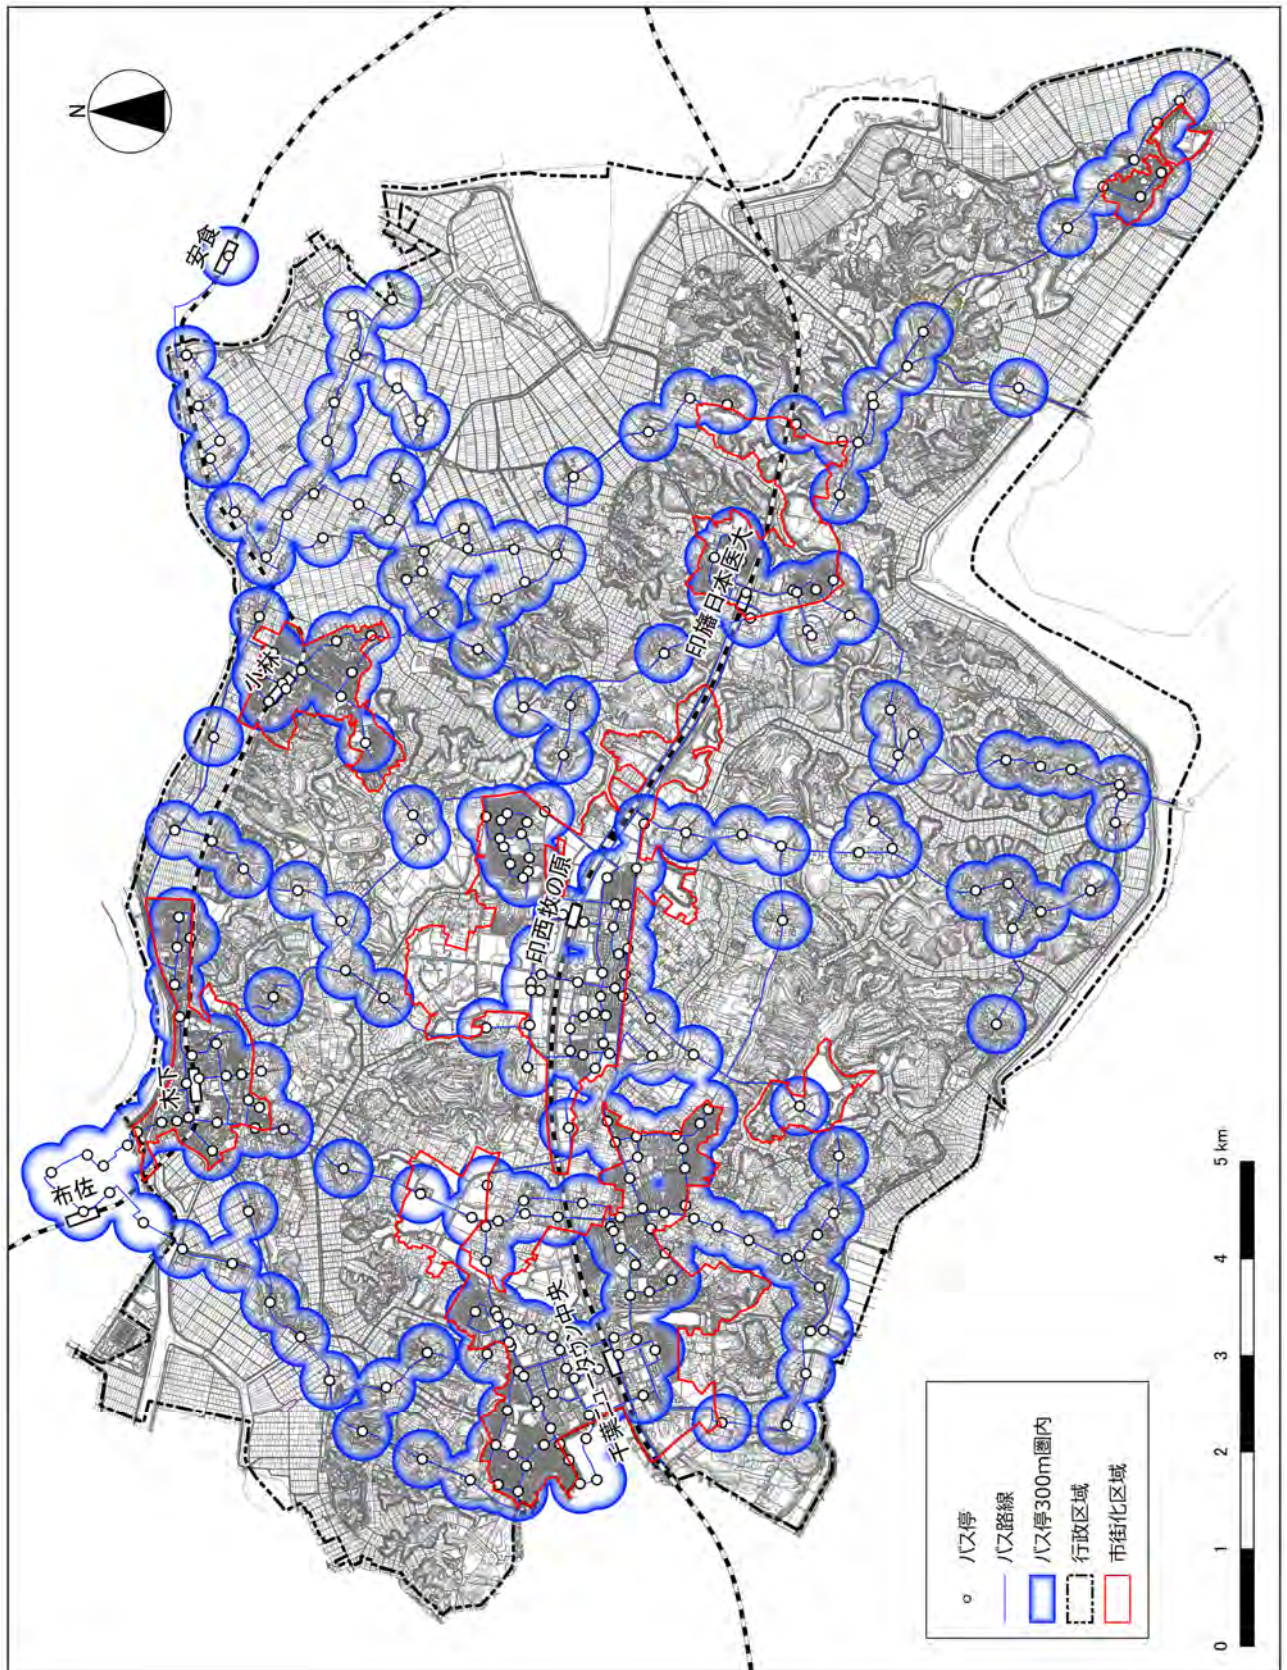 N
安食
小林
木下
布佐
印旛日本医大
印西牧の原
千葉ニュータウン中央
バス停
バス路線
バス停300m圏内
行政区域
市街化区域
0 1 2 3 4 5 km